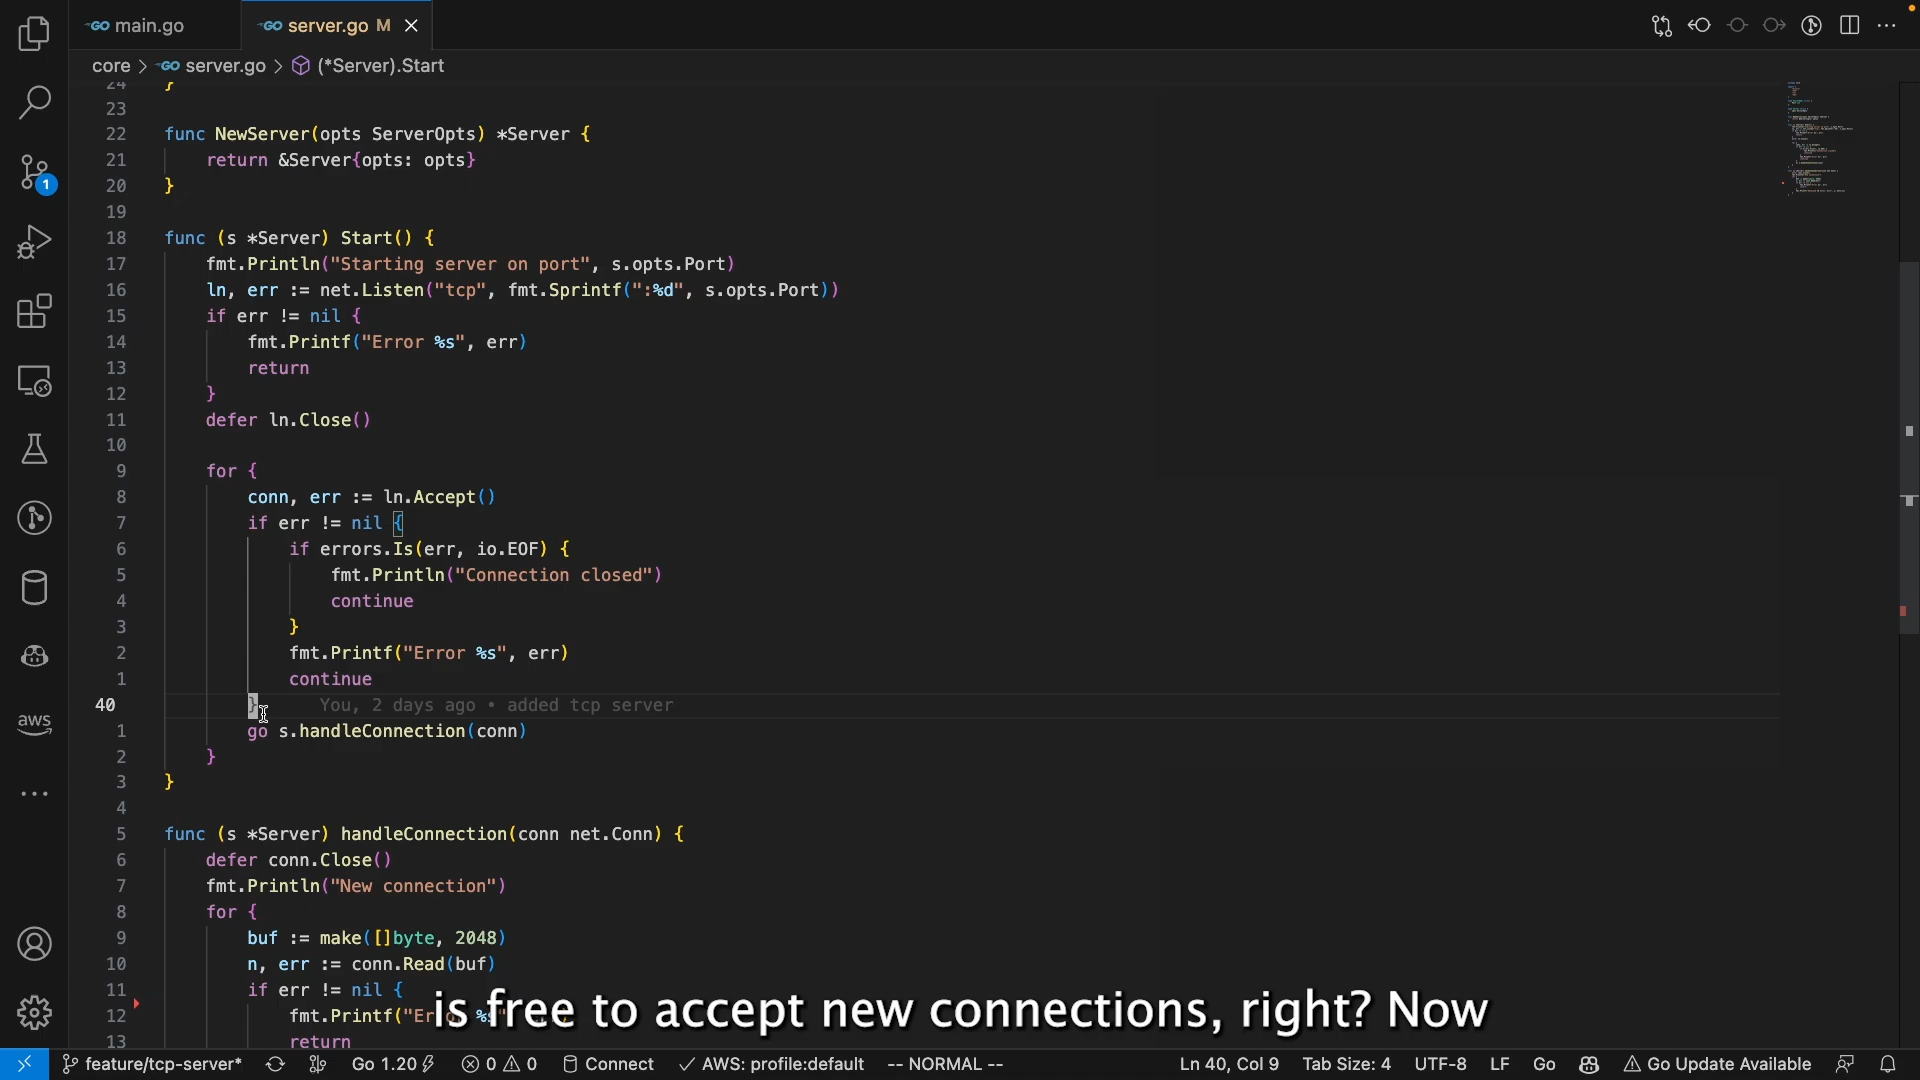 main.go
server.go M
core > server.go > (*Server).Start
24 }
23
22 func NewServer(opts ServerOpts) *Server {
21 return &Server{opts: opts}
20 }
19
18 func (s *Server) Start() {
17 fmt.Println("Starting server on port", s.opts.Port)
16 ln, err := net.Listen("tcp", fmt.Sprintf(":%d", s.opts.Port))
15 if err != nil {
14 fmt.Printf("Error %s", err)
13 return
12 }
11 defer ln.Close()
10
9 for {
8 conn, err := ln.Accept()
7 if err != nil {
6 if errors.Is(err, io.EOF) {
5 fmt.Println("Connection closed")
4 continue
3 }
2 fmt.Printf("Error %s", err)
1 continue
40 } You, 2 days ago • added tcp server
1 go s.handleConnection(conn)
2 }
3 }
4
5 func (s *Server) handleConnection(conn net.Conn) {
6 defer conn.Close()
7 fmt.Println("New connection")
8 for {
9 buf := make([]byte, 2048)
10 n, err := conn.Read(buf)
11 if err != nil {
12 fmt.Printf("Er %s"
13 return
is free to accept new connections, right? Now
1
aws
feature/tcp-server* Go 1.20 0 0 Connect AWS: profile:default -- NORMAL -- Ln 40, Col 9 Tab Size: 4 UTF-8 LF Go Go Update Available